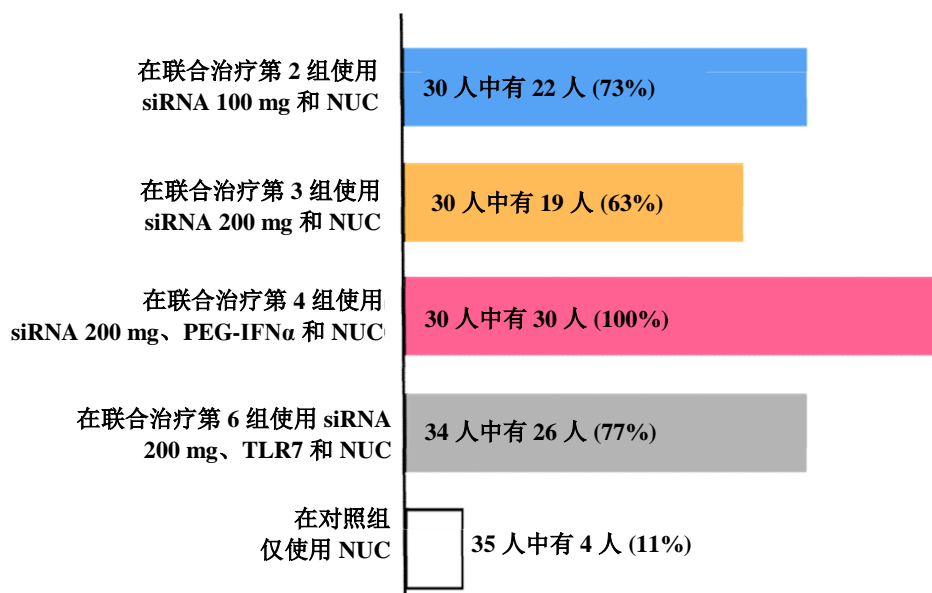 在联合治疗第 2 组使用
siRNA 100 mg 和 NUC
30 人中有 22 人 (73%)
在联合治疗第 3 组使用
siRNA 200 mg 和 NUC
30 人中有 19 人 (63%)
在联合治疗第 4 组使用
siRNA 200 mg、PEG-IFNα 和 NUC
30 人中有 30 人 (100%)
在联合治疗第 6 组使用 siRNA
200 mg、TLR7 和 NUC
34 人中有 26 人 (77%)
在对照组
仅使用 NUC
35 人中有 4 人 (11%)